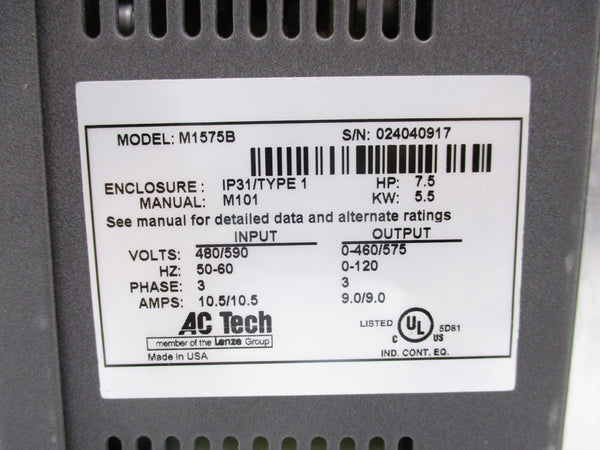 MODEL: M1575B S/N: 024040917
ENCLOSURE: IP31/TYPE 1 HP: 7.5
MANUAL: M101 KW: 5.5
See manual for detailed data and alternate ratings
INPUT OUTPUT
VOLTS: 480/590 0-460/575
HZ: 50-60 0-120
PHASE: 3 3
AMPS: 10.5/10.5 9.0/9.0
AC Tech
member of the Lenze Group
Made in USA
LISTED UL 5D81
C US
IND. CONT. EQ.